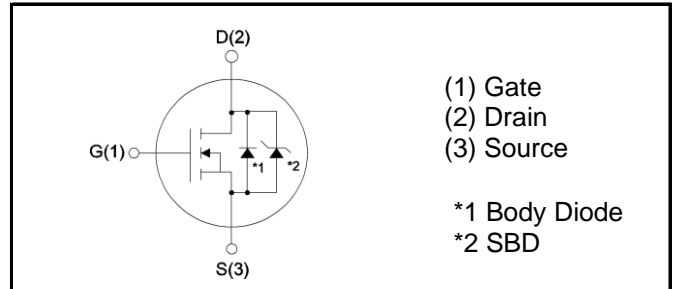 D(2)
G(1)
*1
*2
S(3)
(1) Gate
(2) Drain
(3) Source
*1 Body Diode
*2 SBD